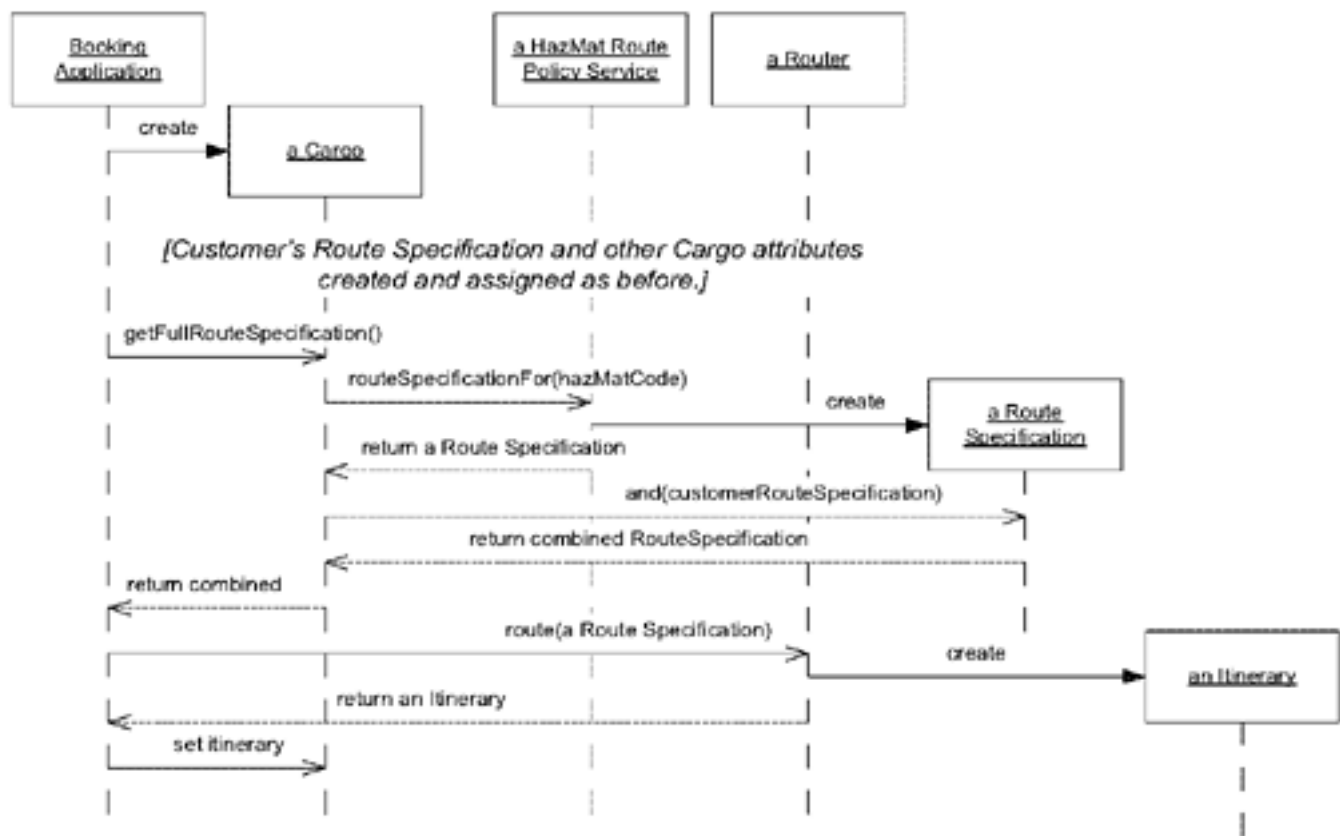 Booking
Application
a HazMat Route
Policy Service
a Router
create
a Cargo
[Customer's Route Specification and other Cargo attributes
created and assigned as before.]
getFullRouteSpecification()
routeSpecificationFor(hazMatCode)
create
a Route
Specification
return a Route Specification
and(customerRouteSpecification)
return combined RouteSpecification
return combined
route(a Route Specification)
create
an Itinerary
return an Itinerary
set itinerary